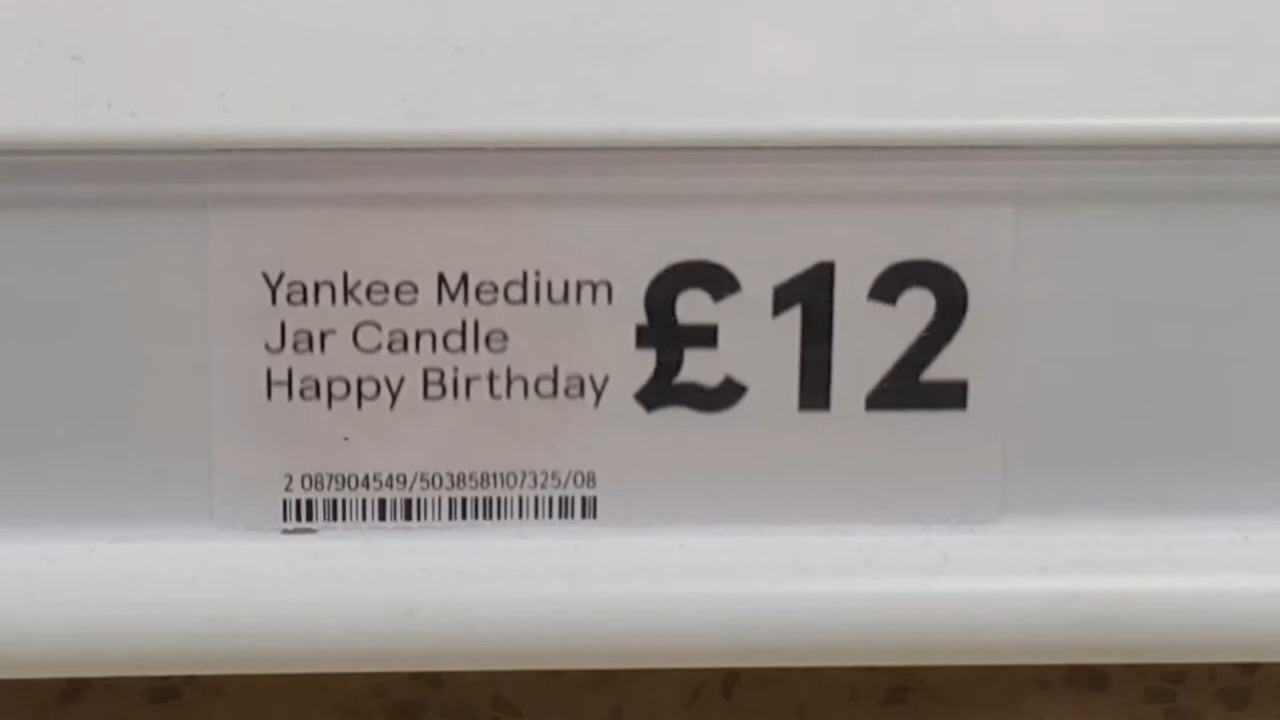 Yankee Medium
Jar Candle
Happy Birthday
£12
2 087904549/5038581107325/08